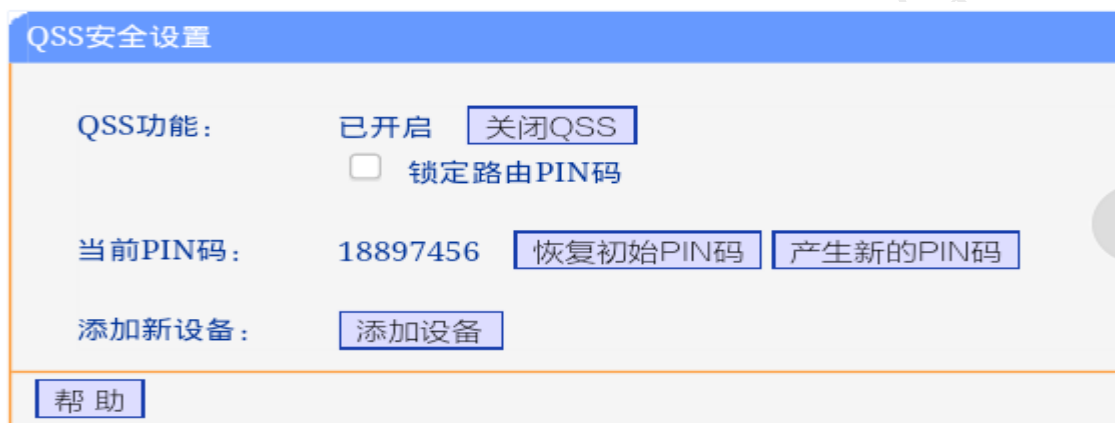 QSS安全设置
QSS功能: 已开启 关闭QSS
锁定路由PIN码
当前PIN码: 18897456 恢复初始PIN码 产生新的PIN码
添加新设备: 添加设备
帮 助